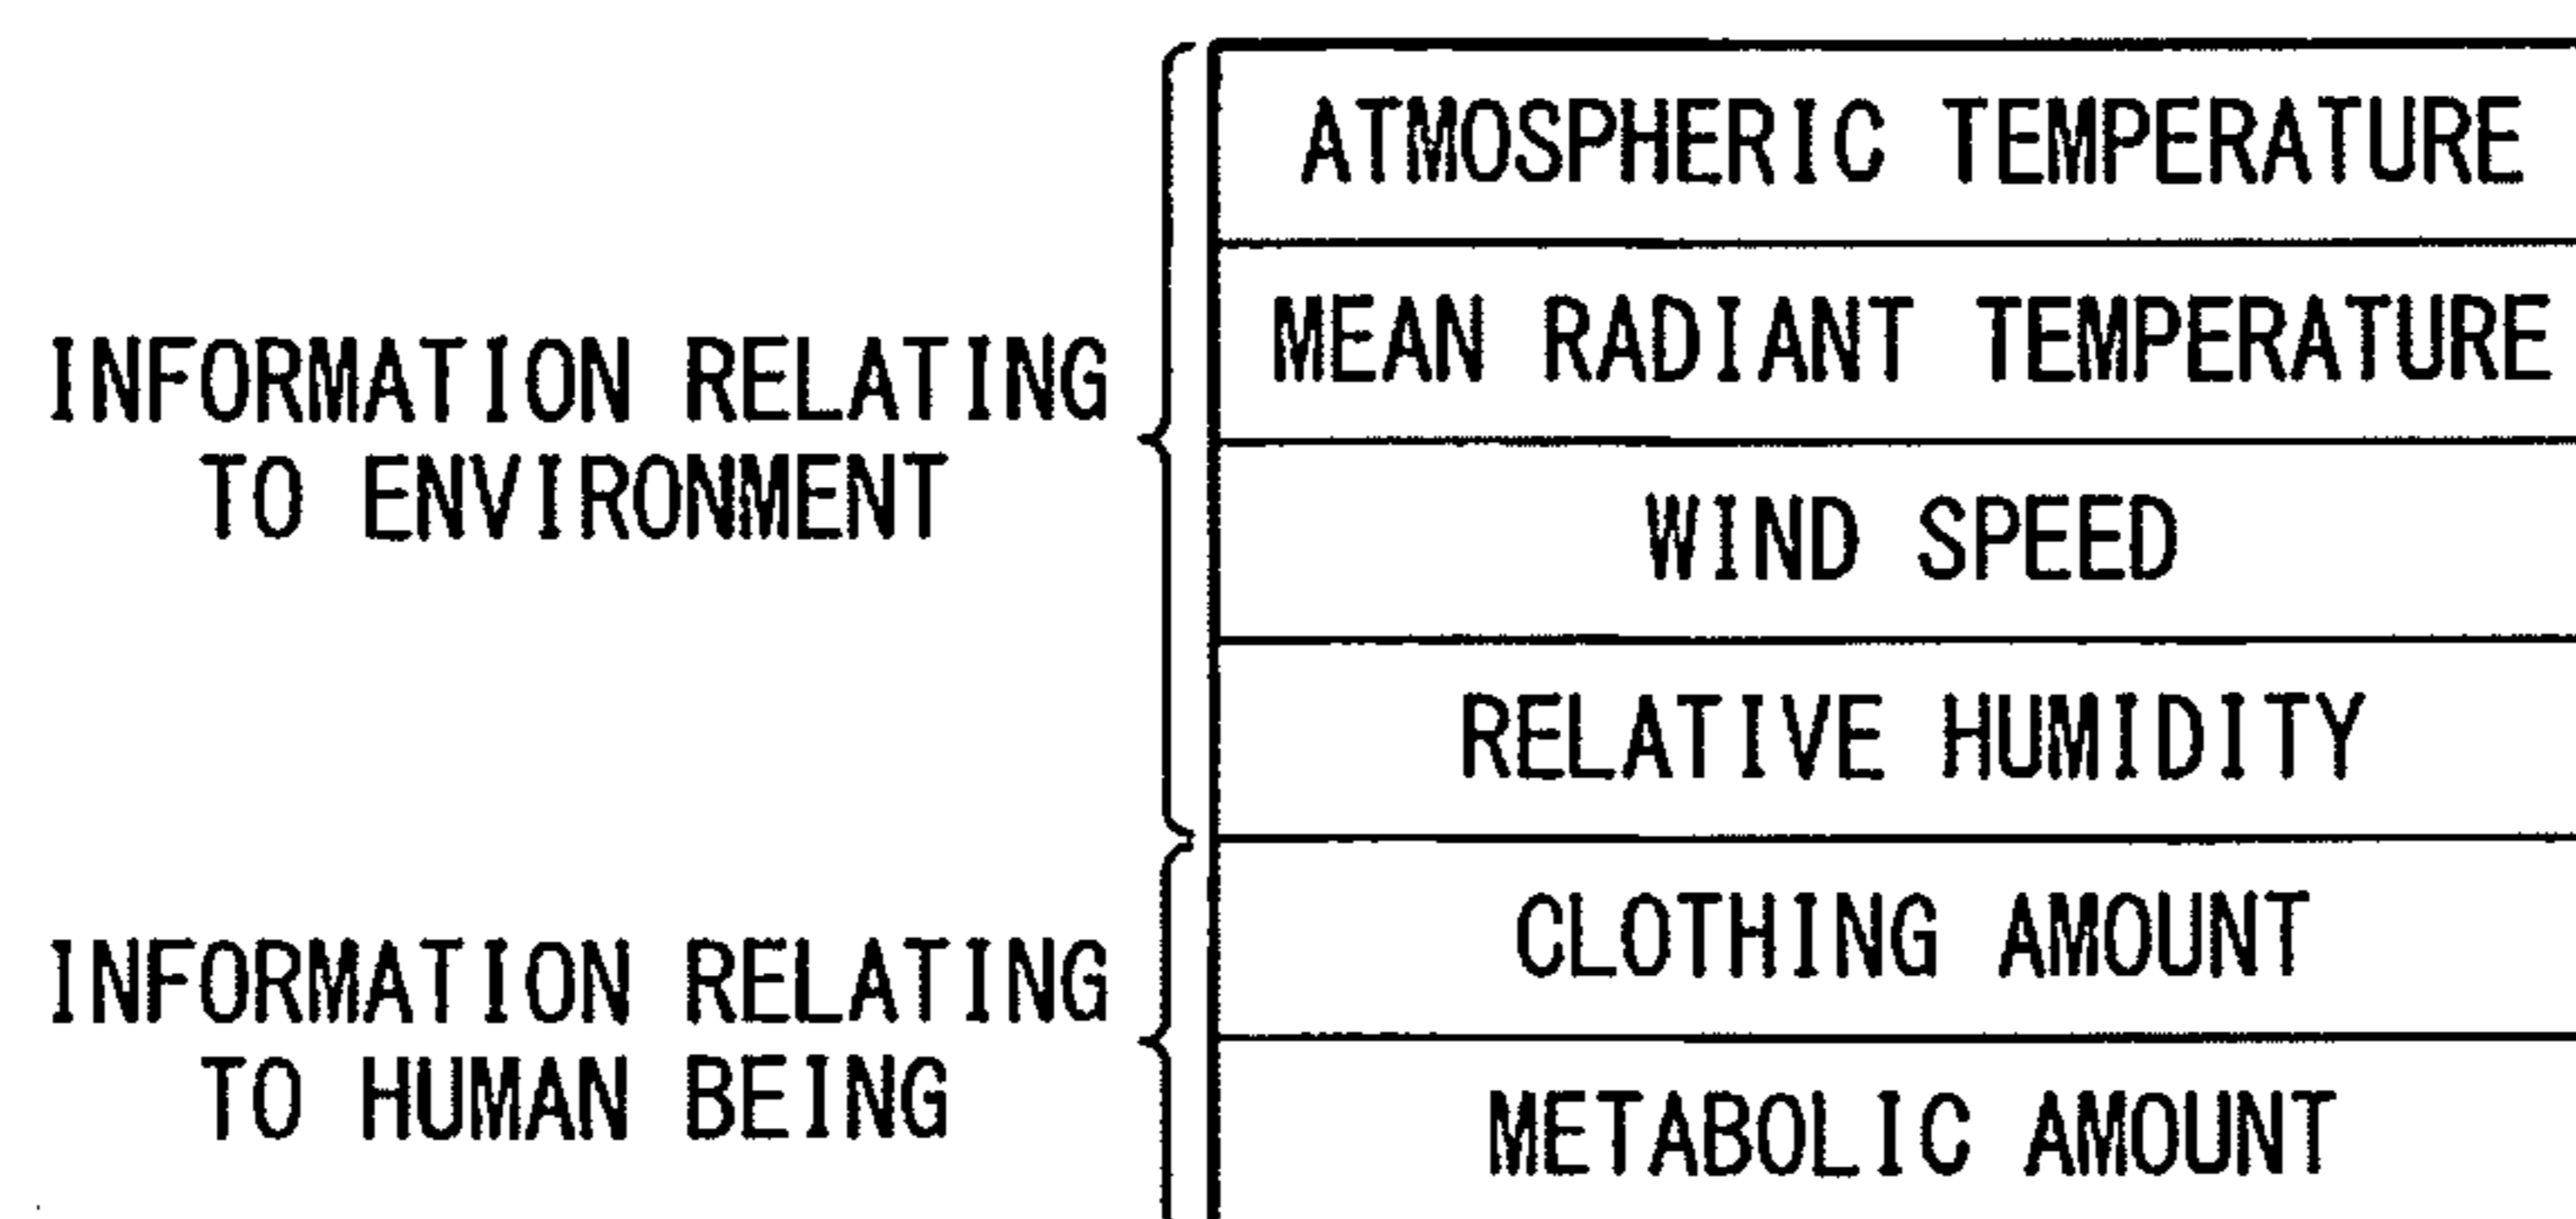 ATMOSPHERIC TEMPERATURE
MEAN RADIANT TEMPERATURE
INFORMATION RELATING
TO ENVIRONMENT
WIND SPEED
RELATIVE HUMIDITY
CLOTHING AMOUNT
INFORMATION RELATING
TO HUMAN BEING
METABOLIC AMOUNT